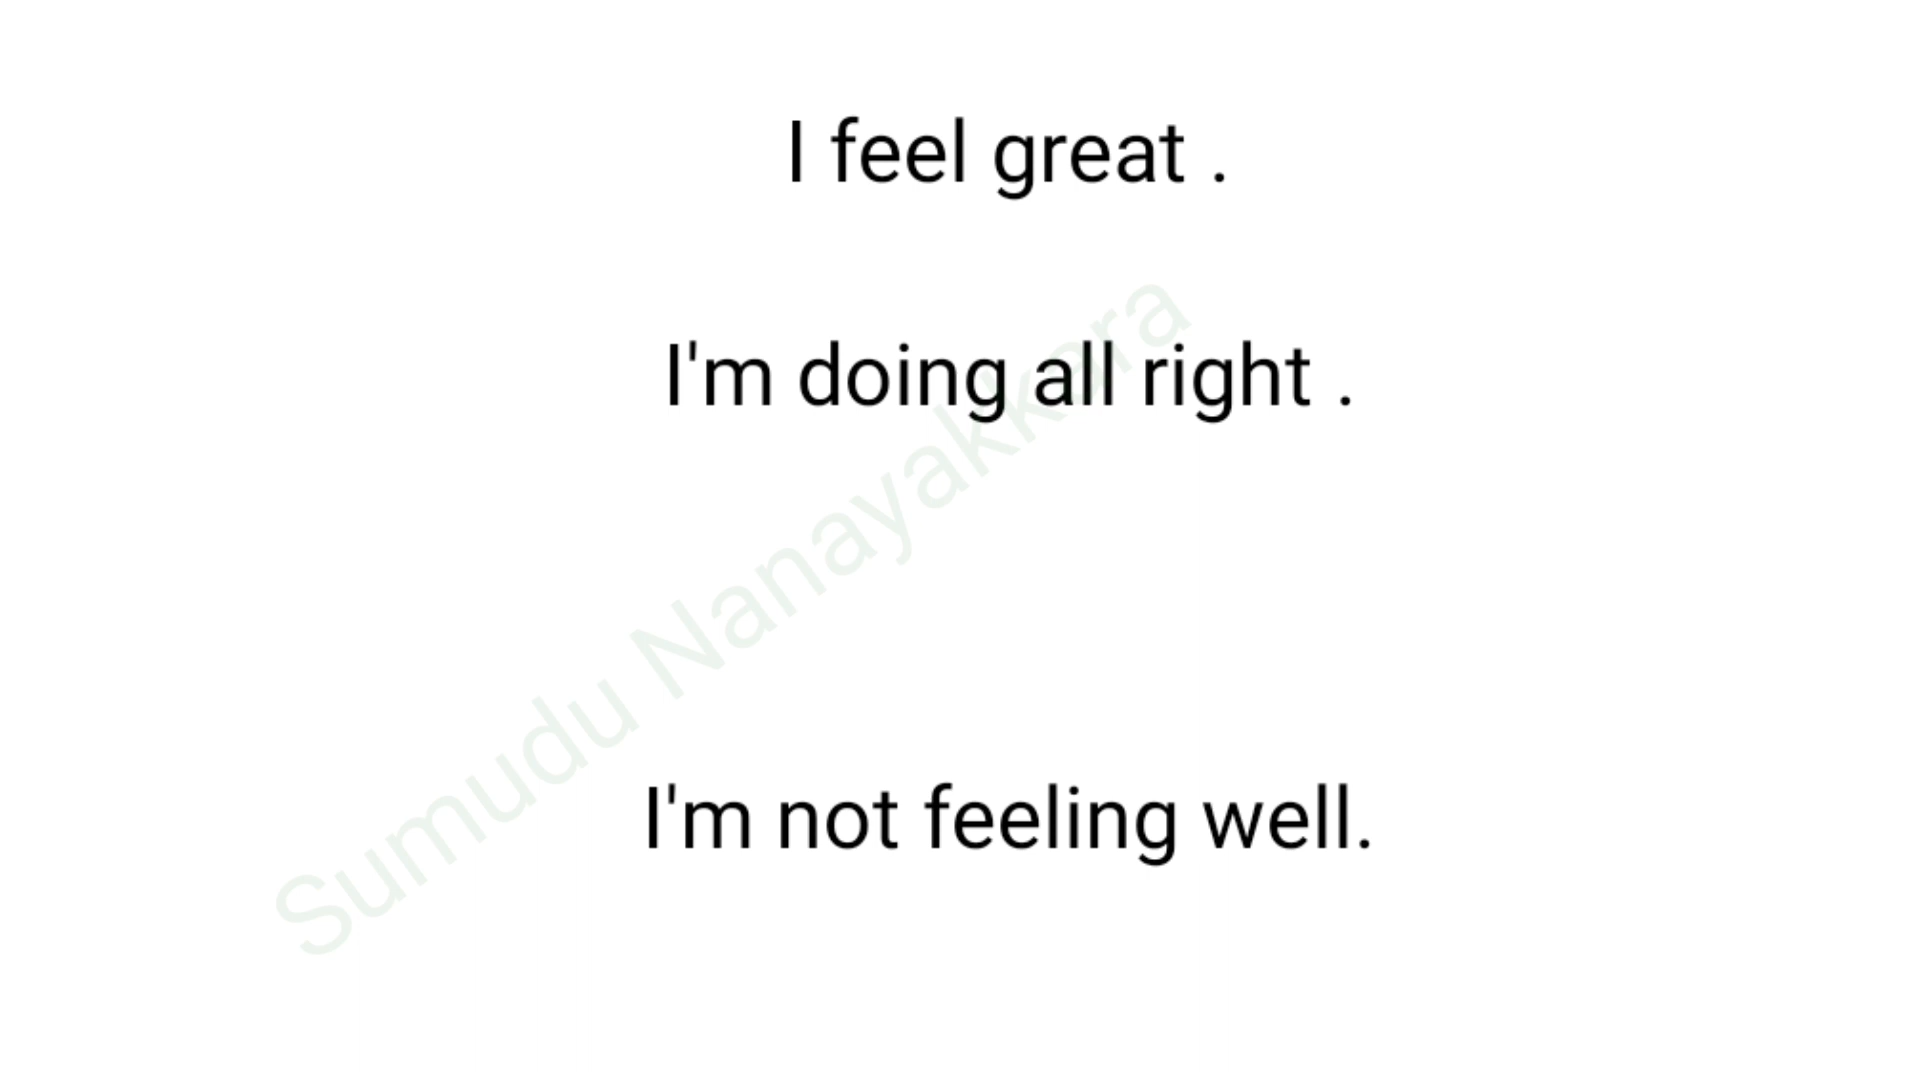 I feel great .
I'm doing all right .
Sumudu Nanayakkara
I'm not feeling well.